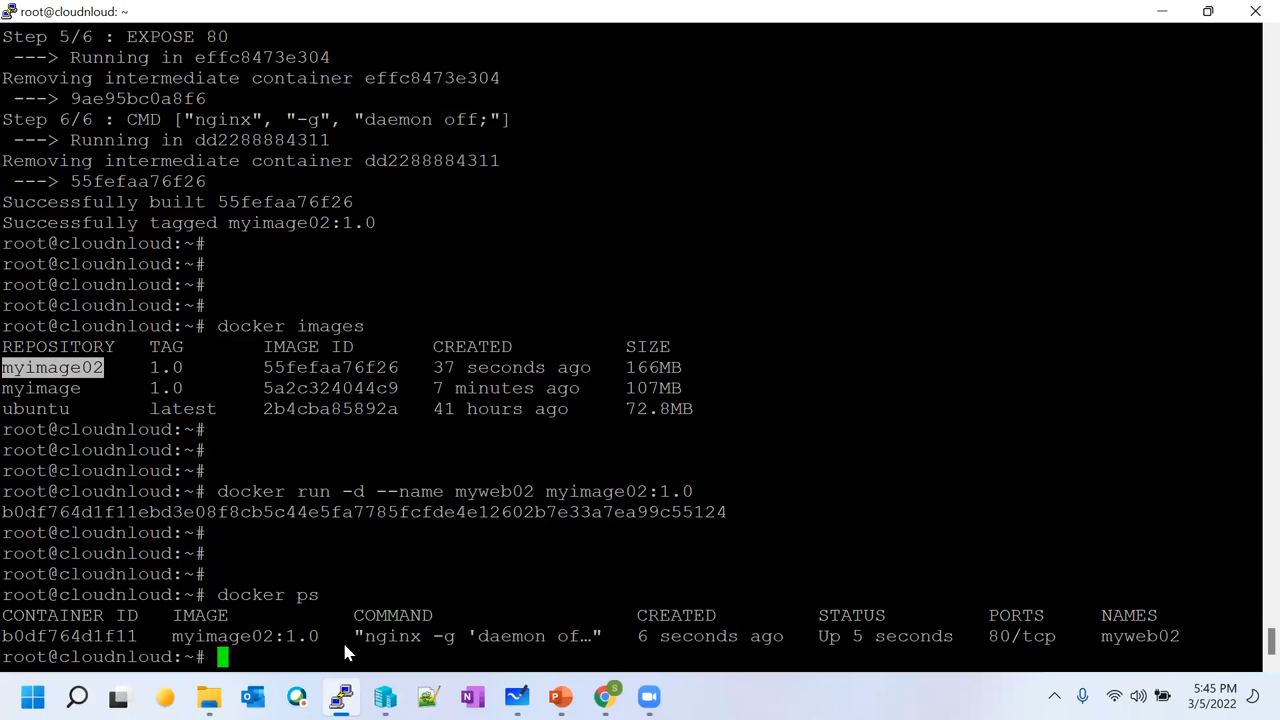 root@cloudnloud: ~
Step 5/6 : EXPOSE 80
 ---> Running in effc8473e304
Removing intermediate container effc8473e304
 ---> 9ae95bc0a8f6
Step 6/6 : CMD ["nginx", "-g", "daemon off;"]
 ---> Running in dd2288884311
Removing intermediate container dd2288884311
 ---> 55fefaa76f26
Successfully built 55fefaa76f26
Successfully tagged myimage02:1.0
root@cloudnloud:~#
root@cloudnloud:~#
root@cloudnloud:~#
root@cloudnloud:~#
root@cloudnloud:~# docker images
REPOSITORY   TAG       IMAGE ID       CREATED          SIZE
myimage02    1.0       55fefaa76f26   37 seconds ago   166MB
myimage      1.0       5a2c324044c9   7 minutes ago    107MB
ubuntu       latest    2b4cba85892a   41 hours ago     72.8MB
root@cloudnloud:~#
root@cloudnloud:~#
root@cloudnloud:~#
root@cloudnloud:~# docker run -d --name myweb02 myimage02:1.0
b0df764d1f11ebd3e08f8cb5c44e5fa7785fcfde4e12602b7e33a7ea99c55124
root@cloudnloud:~#
root@cloudnloud:~#
root@cloudnloud:~#
root@cloudnloud:~# docker ps
CONTAINER ID   IMAGE           COMMAND                  CREATED         STATUS         PORTS     NAMES
b0df764d1f11   myimage02:1.0   "nginx -g 'daemon of…"   6 seconds ago   Up 5 seconds   80/tcp    myweb02
root@cloudnloud:~#
5:45 PM
3/5/2022